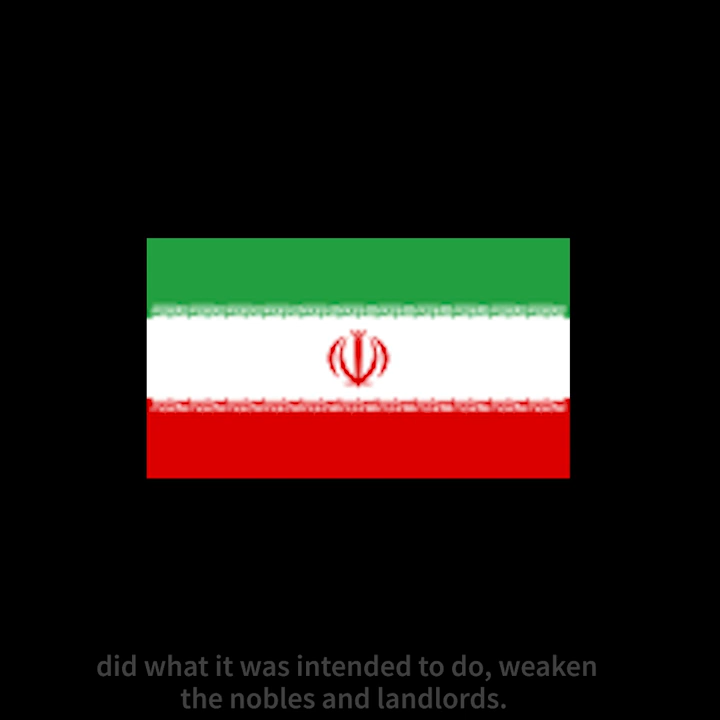 did what it was intended to do, weaken
the nobles and landlords.